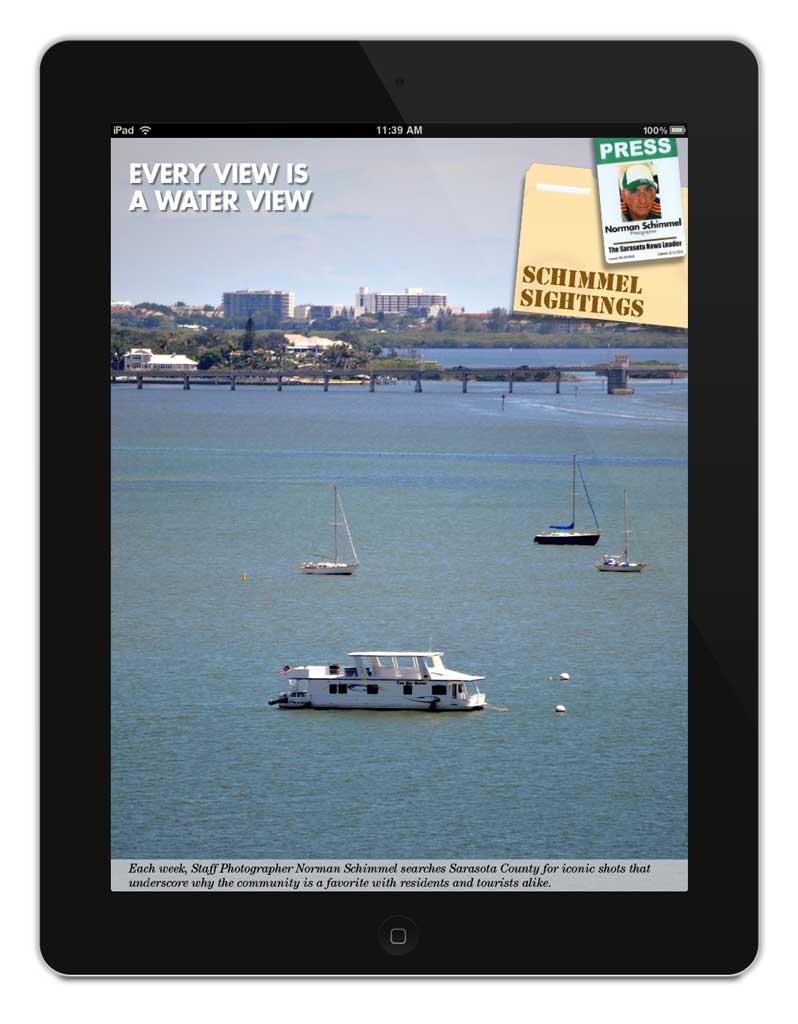 iPad 11:39 AM 100%
EVERY VIEW IS
A WATER VIEW
PRESS
Norman Schimmel
Photographer
The Sarasota News Leader
SCHIMMEL
SIGHTINGS
Each week, Staff Photographer Norman Schimmel searches Sarasota County for iconic shots that
underscore why the community is a favorite with residents and tourists alike.